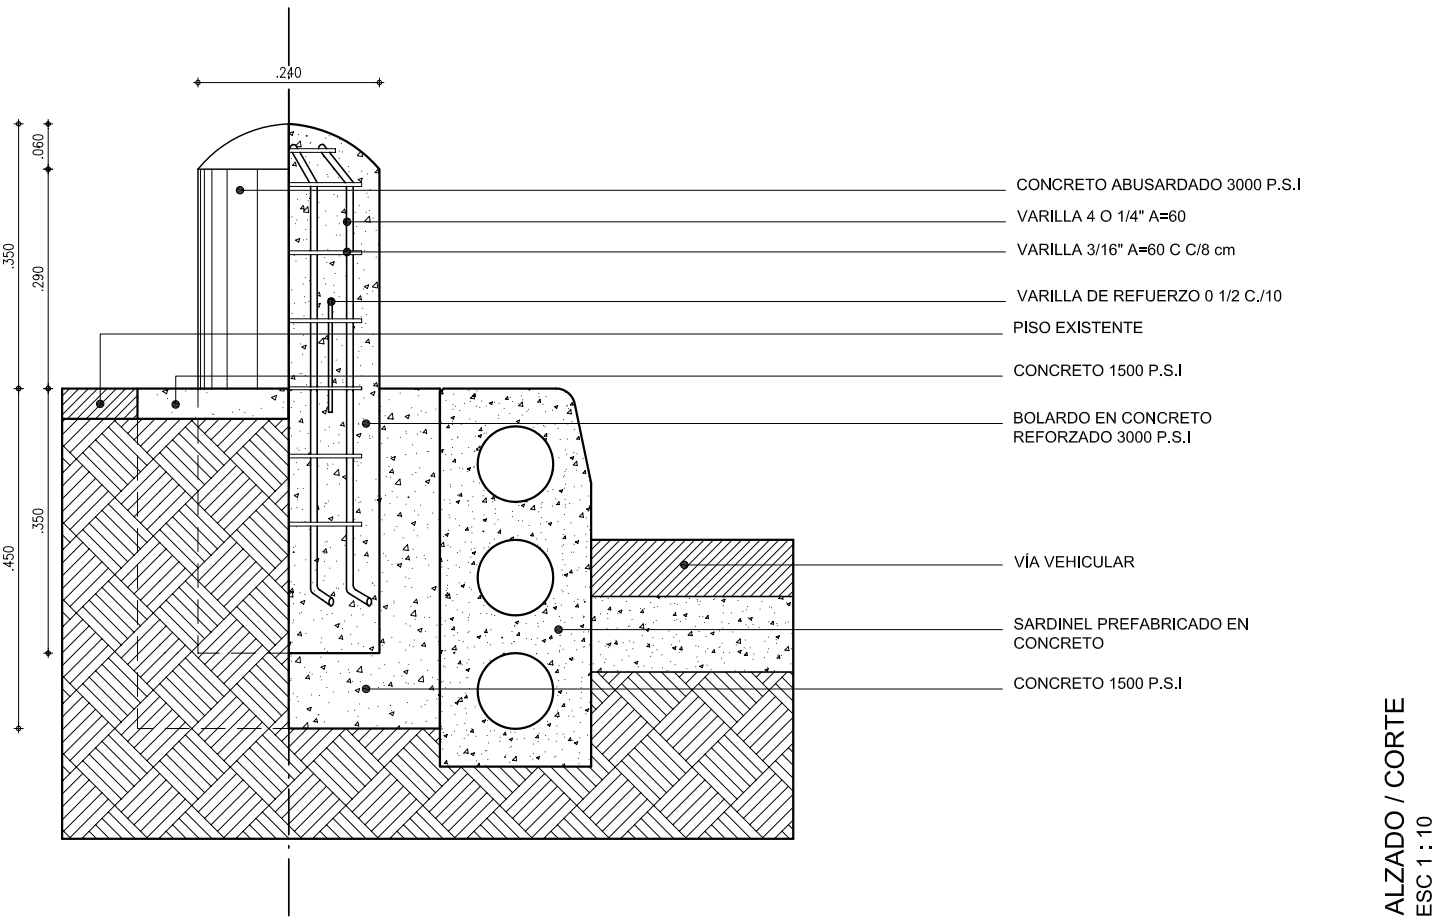 .240
.060
.350
.290
.350
.450
CONCRETO ABUSARDADO 3000 P.S.I
VARILLA 4 O 1/4" A=60
VARILLA 3/16" A=60 C C/8 cm
VARILLA DE REFUERZO 0 1/2 C./10
PISO EXISTENTE
CONCRETO 1500 P.S.I
BOLARDO EN CONCRETO
REFORZADO 3000 P.S.I
VÍA VEHICULAR
SARDINEL PREFABRICADO EN
CONCRETO
CONCRETO 1500 P.S.I
ALZADO / CORTE
ESC 1 : 10